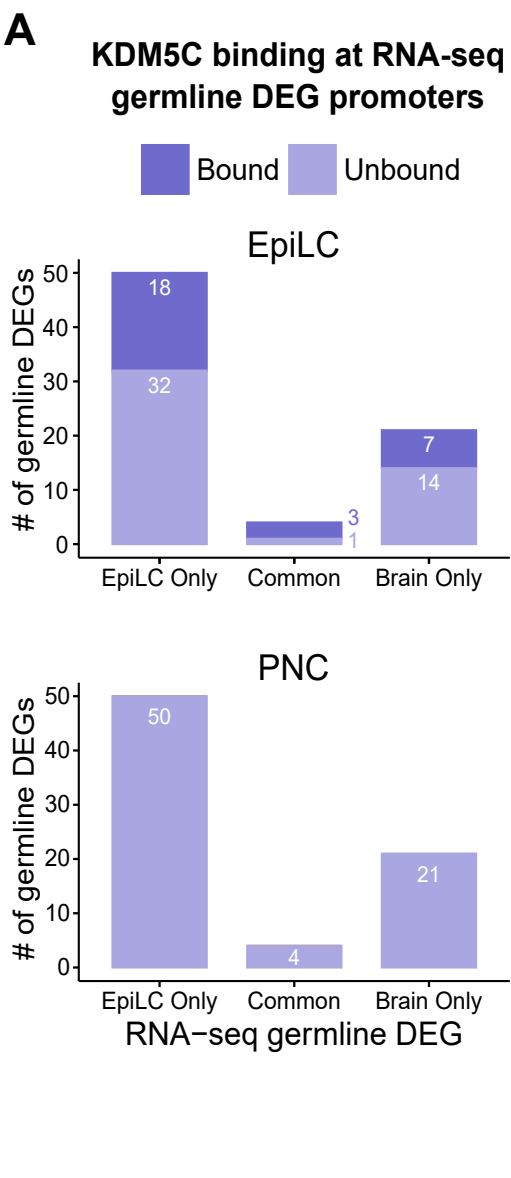 A
KDM5C binding at RNA-seq
germline DEG promoters
Bound Unbound
EpiLC
# of germline DEGs
50
40
30
20
10
0
18
32
3
1
7
14
EpiLC Only Common Brain Only
PNC
# of germline DEGs
50
40
30
20
10
0
50
4
21
EpiLC Only Common Brain Only
RNA−seq germline DEG